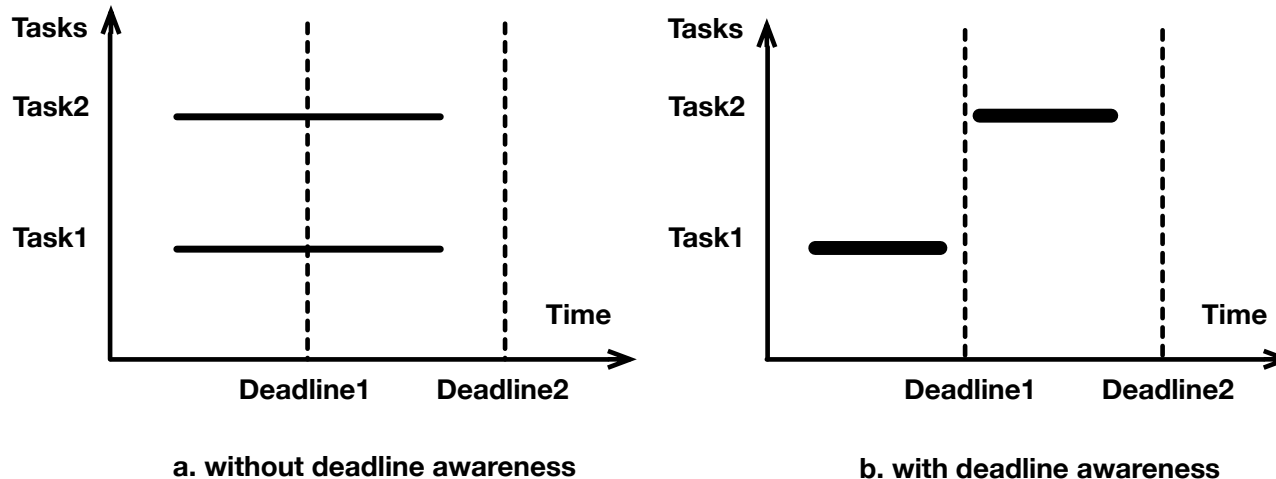 Tasks
Task2
Task1
Time
Deadline1
Deadline2
a. without deadline awareness
Tasks
Task2
Task1
Time
Deadline1
Deadline2
b. with deadline awareness